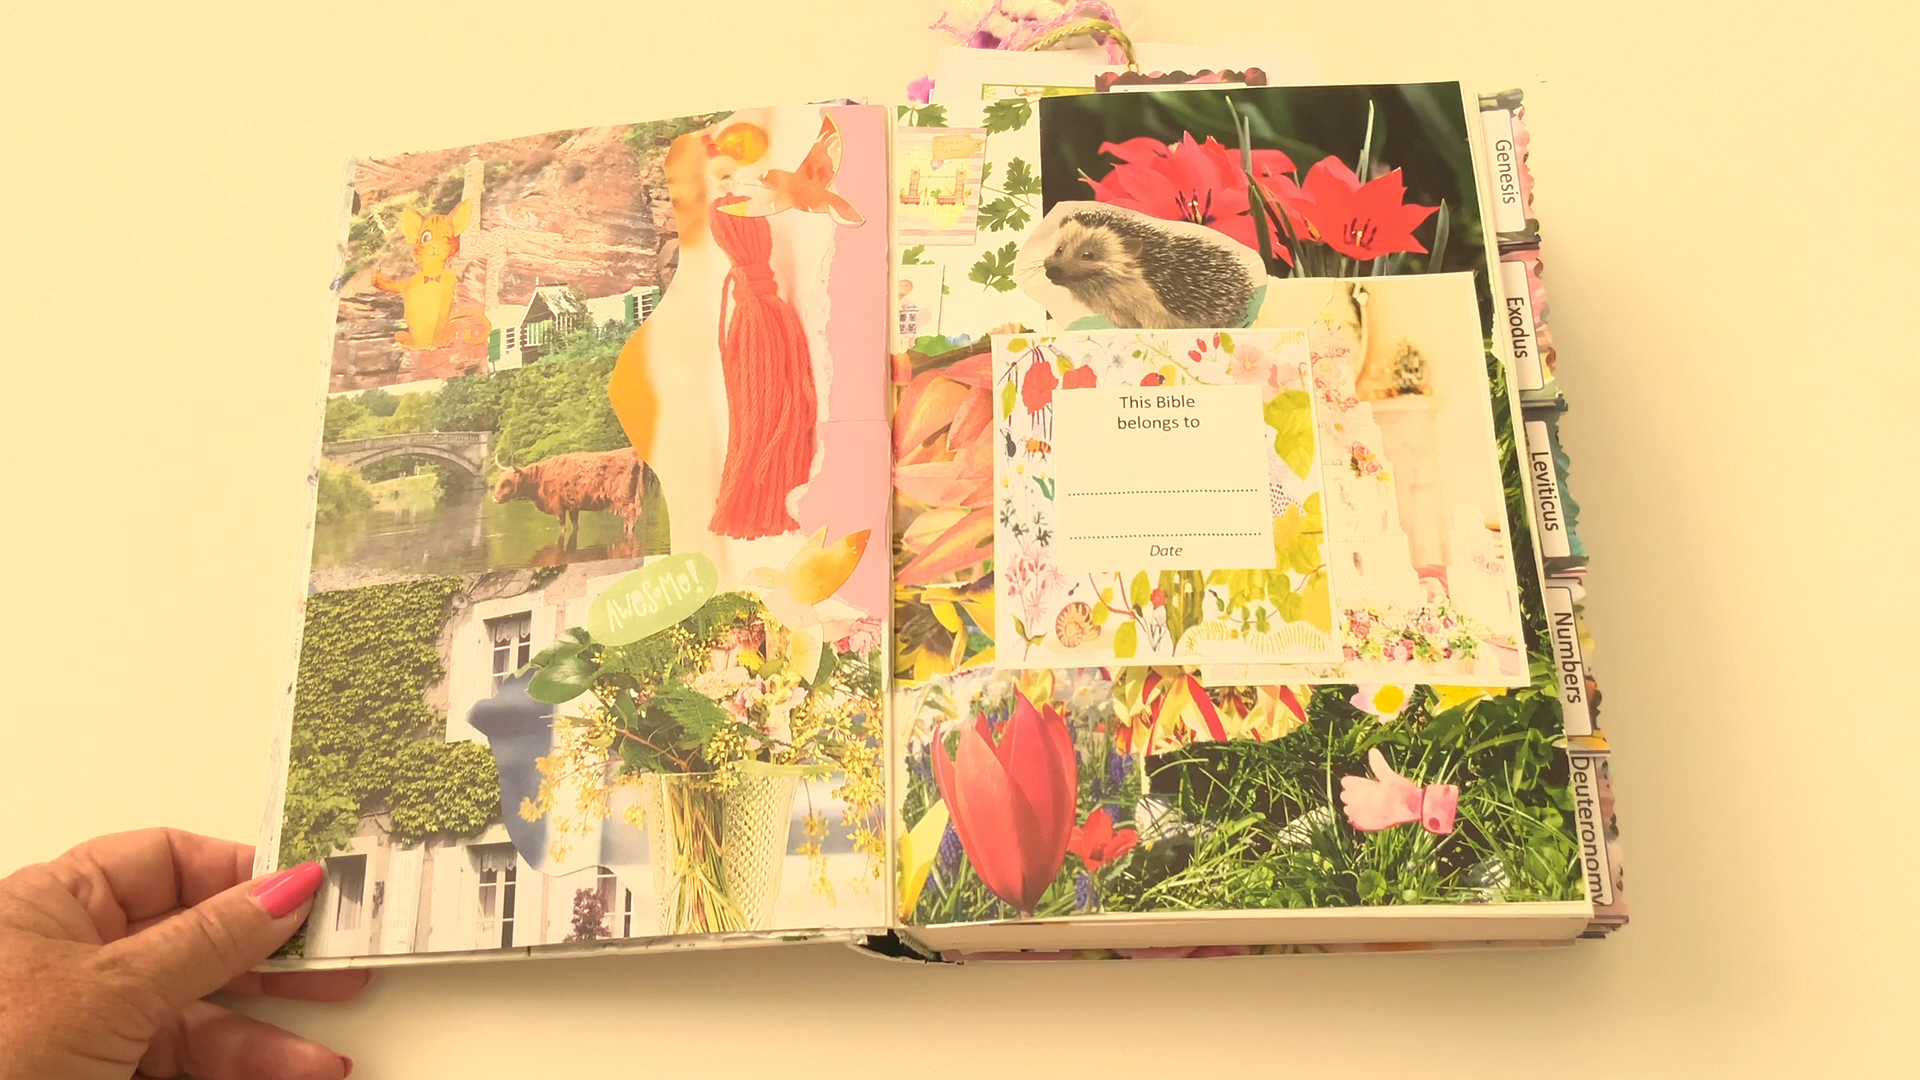 Awesome!
This Bible
belongs to
Date
Genesis
Exodus
Leviticus
Numbers
Deuteronomy